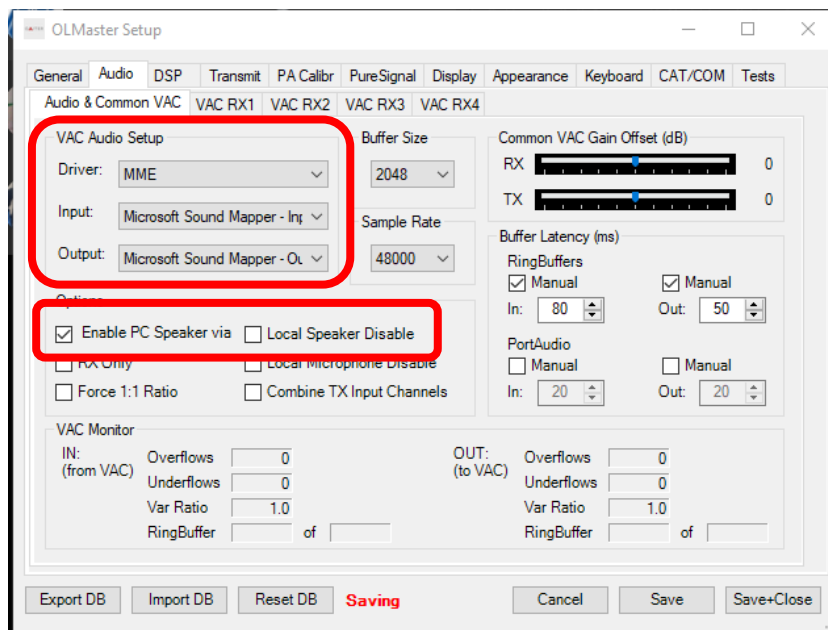 OLMaster Setup
General Audio DSP Transmit PA Calibr PureSignal Display Appearance Keyboard CAT/COM Tests
Audio & Common VAC VAC RX1 VAC RX2 VAC RX3 VAC RX4
VAC Audio Setup
Driver: MME
Input: Microsoft Sound Mapper - Inp
Output: Microsoft Sound Mapper - Ou
Buffer Size
2048
Sample Rate
48000
Common VAC Gain Offset (dB)
RX 0
TX 0
Buffer Latency (ms)
RingBuffers
Manual Manual
In: 80 Out: 50
PortAudio
Manual Manual
In: 20 Out: 20
Options
Enable PC Speaker via Local Speaker Disable
RX Only Local Microphone Disable
Force 1:1 Ratio Combine TX Input Channels
VAC Monitor
IN:
(from VAC)
Overflows 0
Underflows 0
Var Ratio 1.0
RingBuffer of
OUT:
(to VAC)
Overflows 0
Underflows 0
Var Ratio 1.0
RingBuffer of
Export DB Import DB Reset DB Saving Cancel Save Save+Close